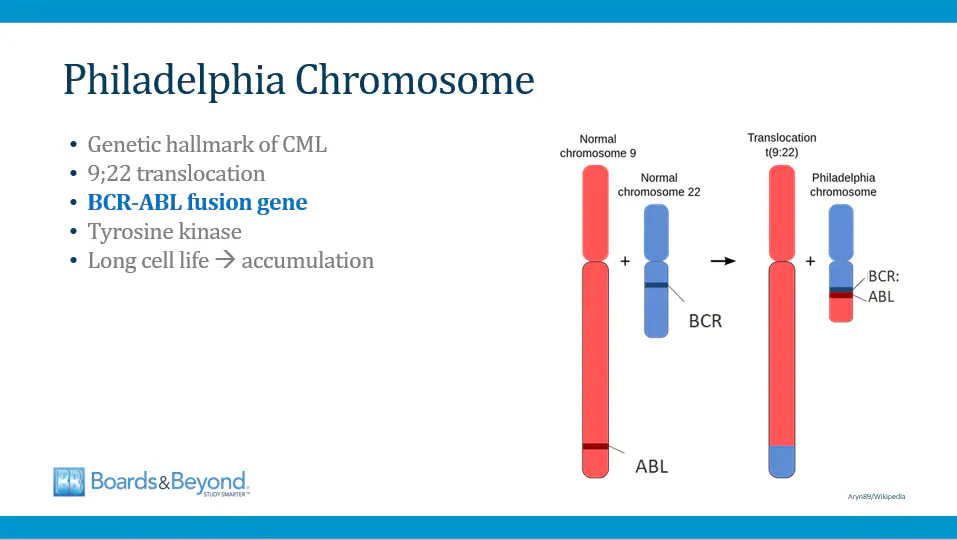 Philadelphia Chromosome
• Genetic hallmark of CML
• 9;22 translocation
• BCR-ABL fusion gene
• Tyrosine kinase
• Long cell life → accumulation
Normal
chromosome 9
Normal
chromosome 22
Translocation
t(9:22)
Philadelphia
chromosome
+
+
BCR:
ABL
BCR
ABL
BB Boards&Beyond®
STUDY SMARTER™
Aryn89/Wikipedia